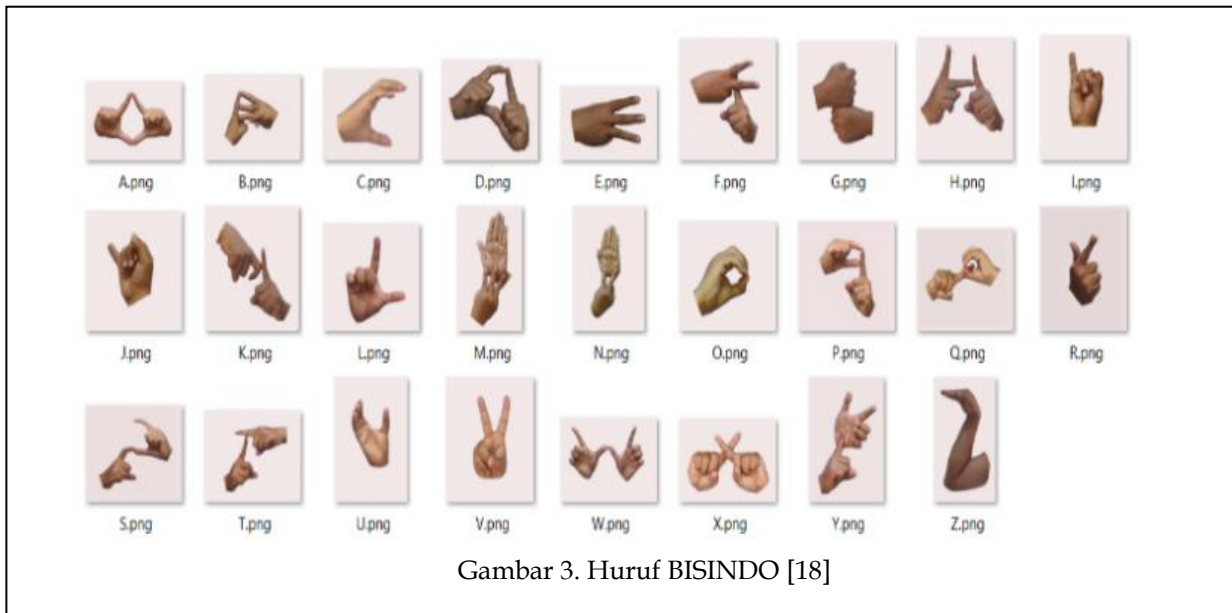 A.png B.png C.png D.png E.png F.png G.png H.png I.png
J.png K.png L.png M.png N.png O.png P.png Q.png R.png
S.png T.png U.png V.png W.png X.png Y.png Z.png
Gambar 3. Huruf BISINDO [18]